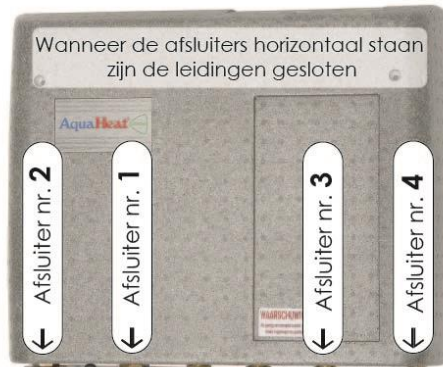 Wanneer de afsluiters horizontaal staan
zijn de leidingen gesloten
AquaHeat
← Afsluiter nr. 2
← Afsluiter nr. 1
← Afsluiter nr. 3
← Afsluiter nr. 4